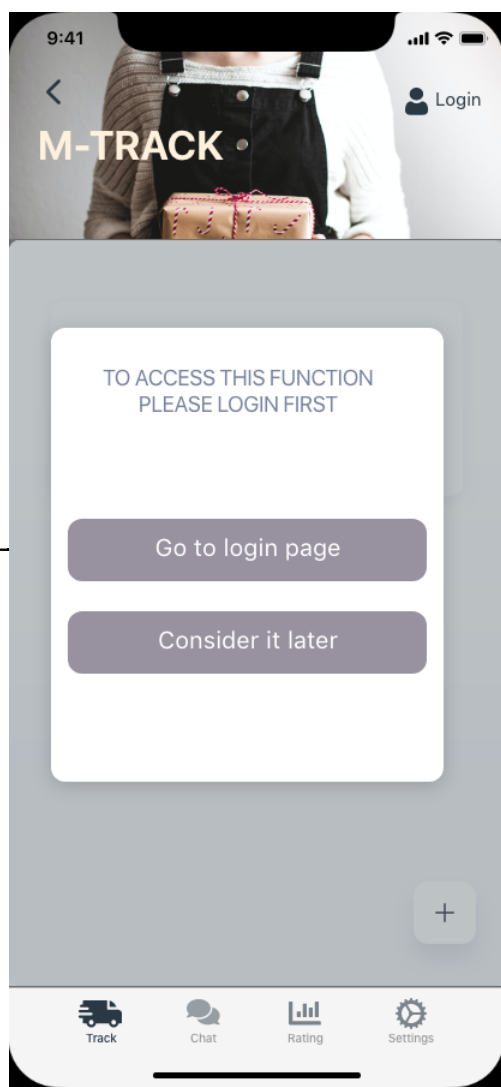 9:41
Login
M-TRACK
TO ACCESS THIS FUNCTION
PLEASE LOGIN FIRST
Go to login page
Consider it later
+
Track
Chat
Rating
Settings